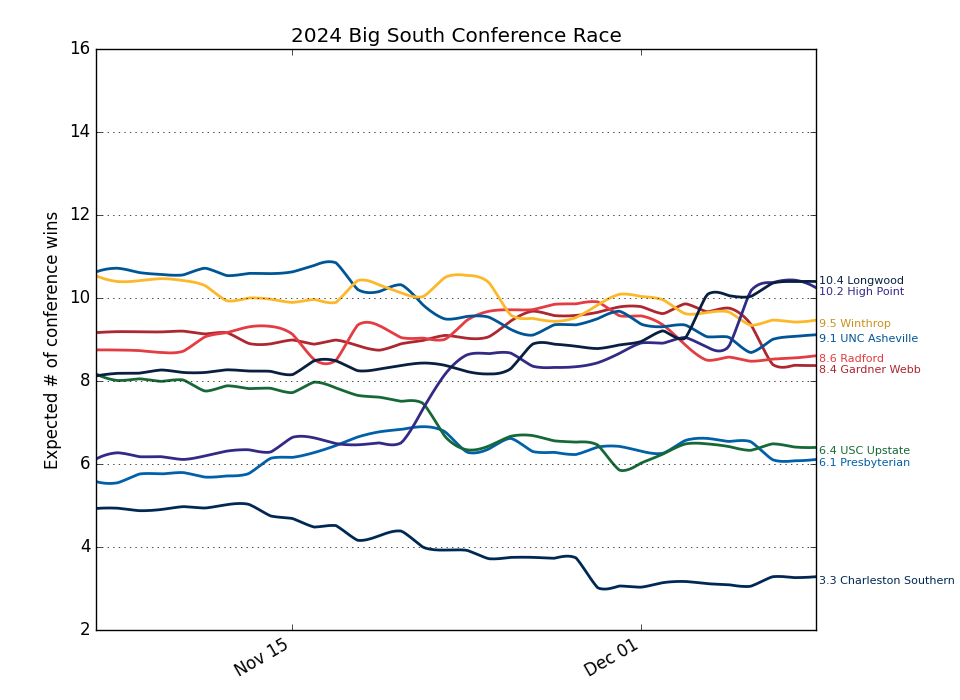 2024 Big South Conference Race
Expected # of conference wins
16
14
12
10
8
6
4
2
Nov 15
Dec 01
10.4 Longwood
10.2 High Point
9.5 Winthrop
9.1 UNC Asheville
8.6 Radford
8.4 Gardner Webb
6.4 USC Upstate
6.1 Presbyterian
3.3 Charleston Southern